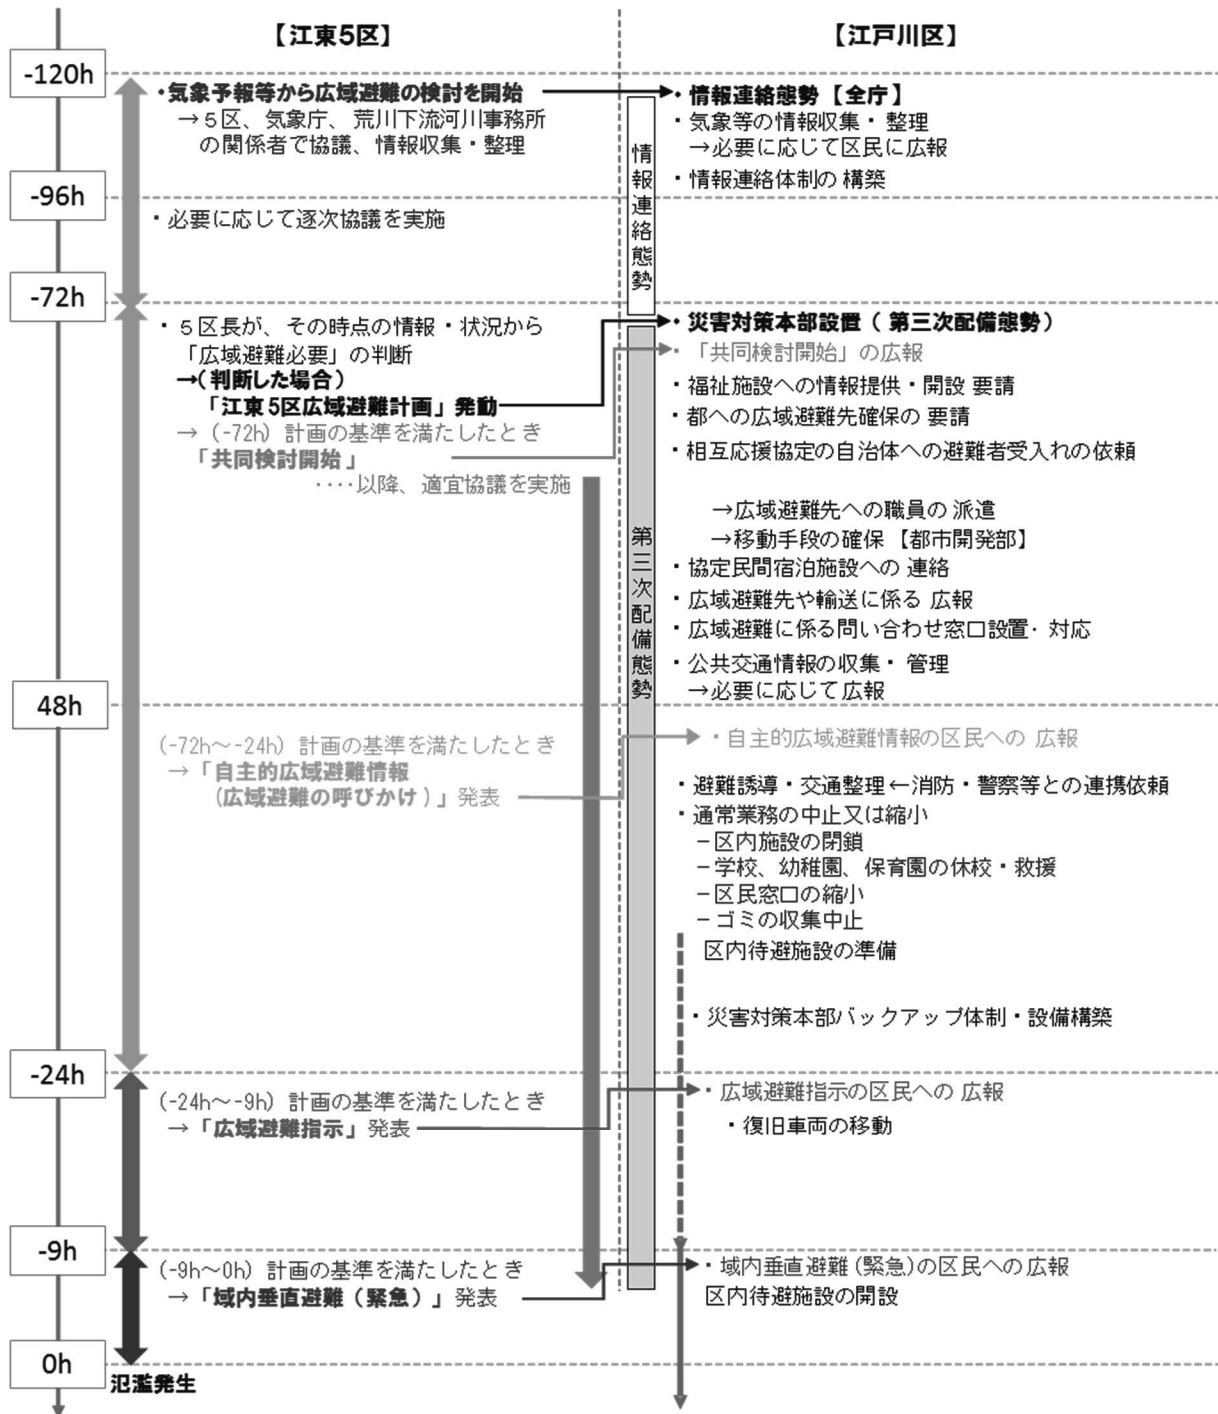 【江東5区】
【江戸川区】
-120h
・気象予報等から広域避難の検討を開始
→5区、気象庁、荒川下流河川事務所
の関係者で協議、情報収集・整理
・情報連絡態勢【全庁】
・気象等の情報収集・整理
→必要に応じて区民に広報
・情報連絡体制の 構築
情報連絡態勢
-96h
・必要に応じて逐次協議を実施
-72h
・5区長が、その時点の情報・状況から
「広域避難必要」の判断
→(判断した場合)
「江東5区広域避難計画」発動
→ (-72h) 計画の基準を満たしたとき
「共同検討開始」
‥‥以降、適宜協議を実施
・災害対策本部設置( 第三次配備態勢)
・「共同検討開始」の広報
・福祉施設への情報提供・開設 要請
・都への広域避難先確保の 要請
・相互応援協定の自治体への避難者受入れの依頼
→広域避難先への職員の 派遣
→移動手段の確保【都市開発部】
・協定民間宿泊施設への 連絡
・広域避難先や輸送に係る 広報
・広域避難に係る問い合わせ窓口設置・対応
・公共交通情報の収集・ 管理
→必要に応じて広報
第三次配備態勢
48h
(-72h～-24h) 計画の基準を満たしたとき
→「自主的広域避難情報
(広域避難の呼びかけ)」発表
・自主的広域避難情報の区民への 広報
・避難誘導・交通整理←消防・警察等との連携依頼
・通常業務の中止又は縮小
－区内施設の閉鎖
－学校、幼稚園、保育園の休校・救援
－区民窓口の縮小
－ゴミの収集中止
区内待避施設の準備
・災害対策本部バックアップ体制・設備構築
-24h
(-24h～-9h) 計画の基準を満たしたとき
→「広域避難指示」発表
・広域避難指示の区民への 広報
・復旧車両の移動
-9h
(-9h～0h) 計画の基準を満たしたとき
→「域内垂直避難(緊急)」発表
・域内垂直避難(緊急)の区民への広報
区内待避施設の開設
0h
氾濫発生